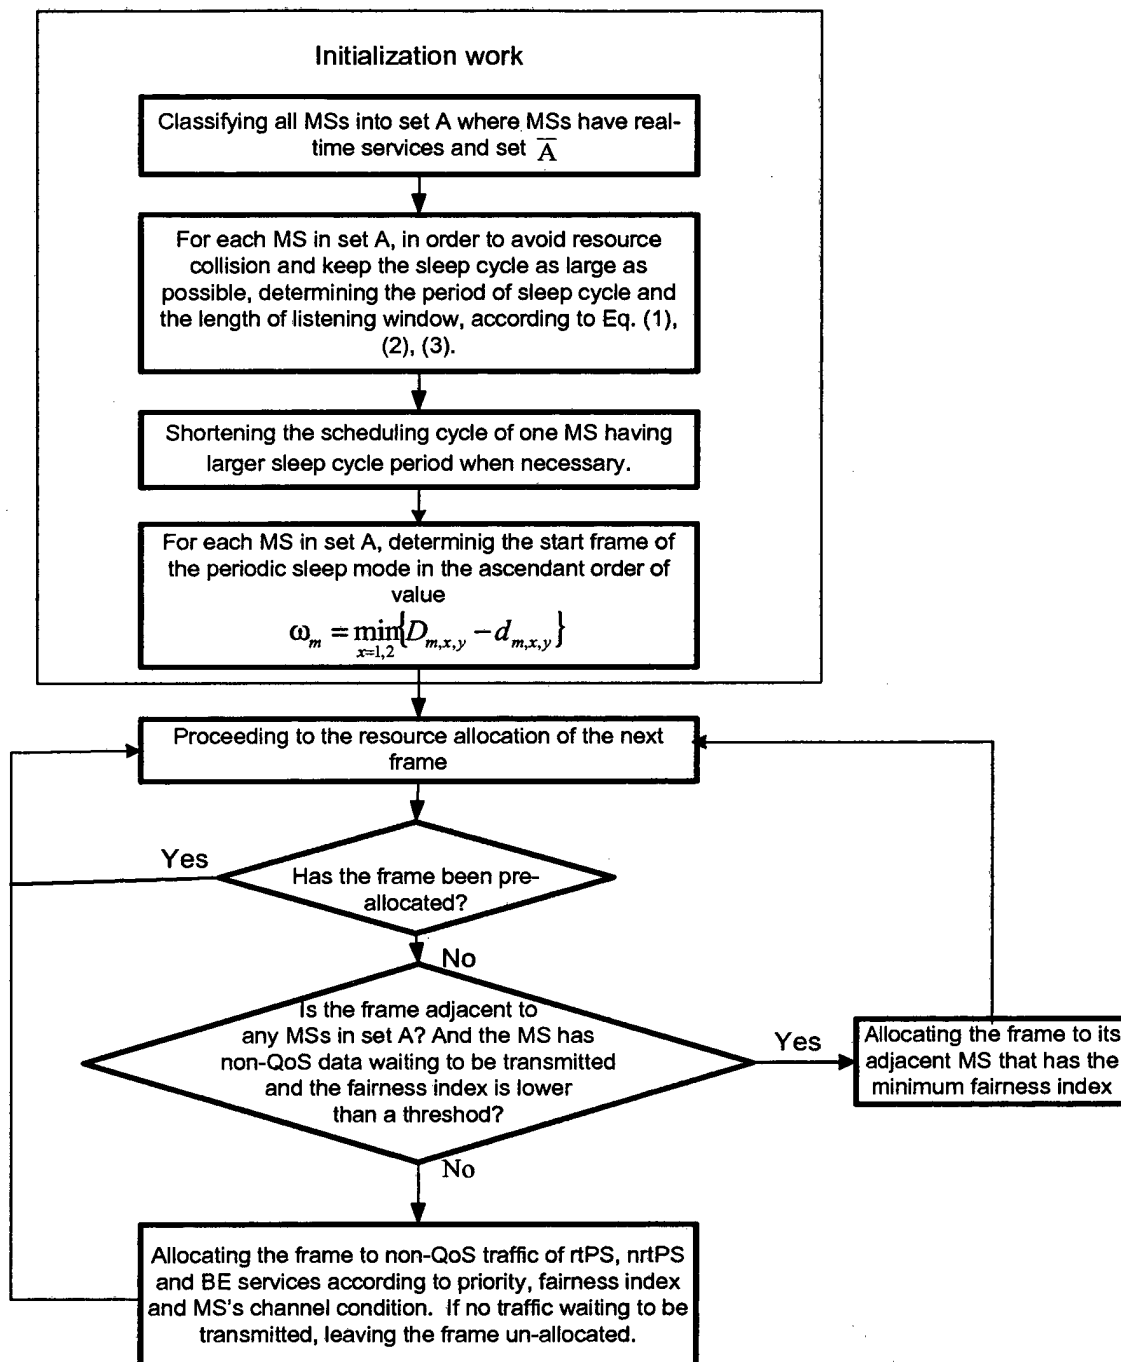 Initialization work
Classifying all MSs into set A where MSs have real-
time services and set A̅
For each MS in set A, in order to avoid resource
collision and keep the sleep cycle as large as
possible, determining the period of sleep cycle and
the length of listening window, according to Eq. (1),
(2), (3).
Shortening the scheduling cycle of one MS having
larger sleep cycle period when necessary.
For each MS in set A, determinig the start frame of
the periodic sleep mode in the ascendant order of
value
ω_m = min_{x=1,2}{D_{m,x,y} − d_{m,x,y}}
Proceeding to the resource allocation of the next
frame
Yes
Has the frame been pre-
allocated?
No
Is the frame adjacent to
any MSs in set A? And the MS has
non-QoS data waiting to be transmitted
and the fairness index is lower
than a threshod?
Yes
Allocating the frame to its
adjacent MS that has the
minimum fairness index
No
Allocating the frame to non-QoS traffic of rtPS, nrtPS
and BE services according to priority, fairness index
and MS's channel condition. If no traffic waiting to be
transmitted, leaving the frame un-allocated.